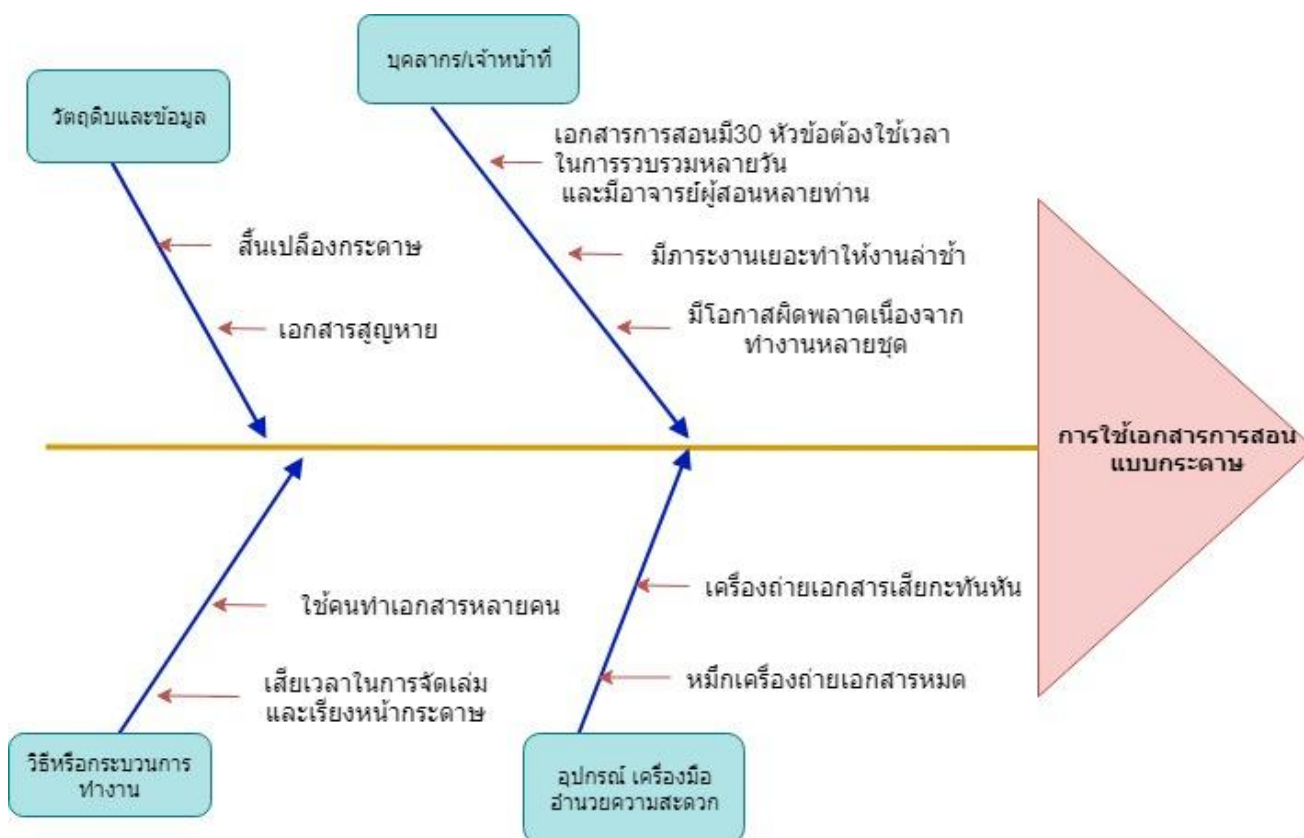 บุคลากร/เจ้าหน้าที่
วัตฤดิบและข้อมูล
เอกสารการสอนมี30 หัวข้อต้องใช้เวลา
ในการรวบรวมหลายวัน
และมีอาจารย์ผู้สอนหลายท่าน
สิ้นเปลืองกระดาษ
มีภาระงานเยอะทำให้งานล่าช้า
เอกสารสูญหาย
มีโอกาสผิดพลาดเนื่องจาก
ทำงานหลายชุด
การใช้เอกสารการสอน
แบบกระดาษ
ใช้คนทำเอกสารหลายคน
เครื่องถ่ายเอกสารเสียกะทันหัน
เสียเวลาในการจัดเล่ม
และเรียงหน้ากระดาษ
หมึกเครื่องถ่ายเอกสารหมด
วิธีหรือกระบวนการ
ทำงาน
อุปกรณ์ เครื่องมือ
อำนวยความสะดวก